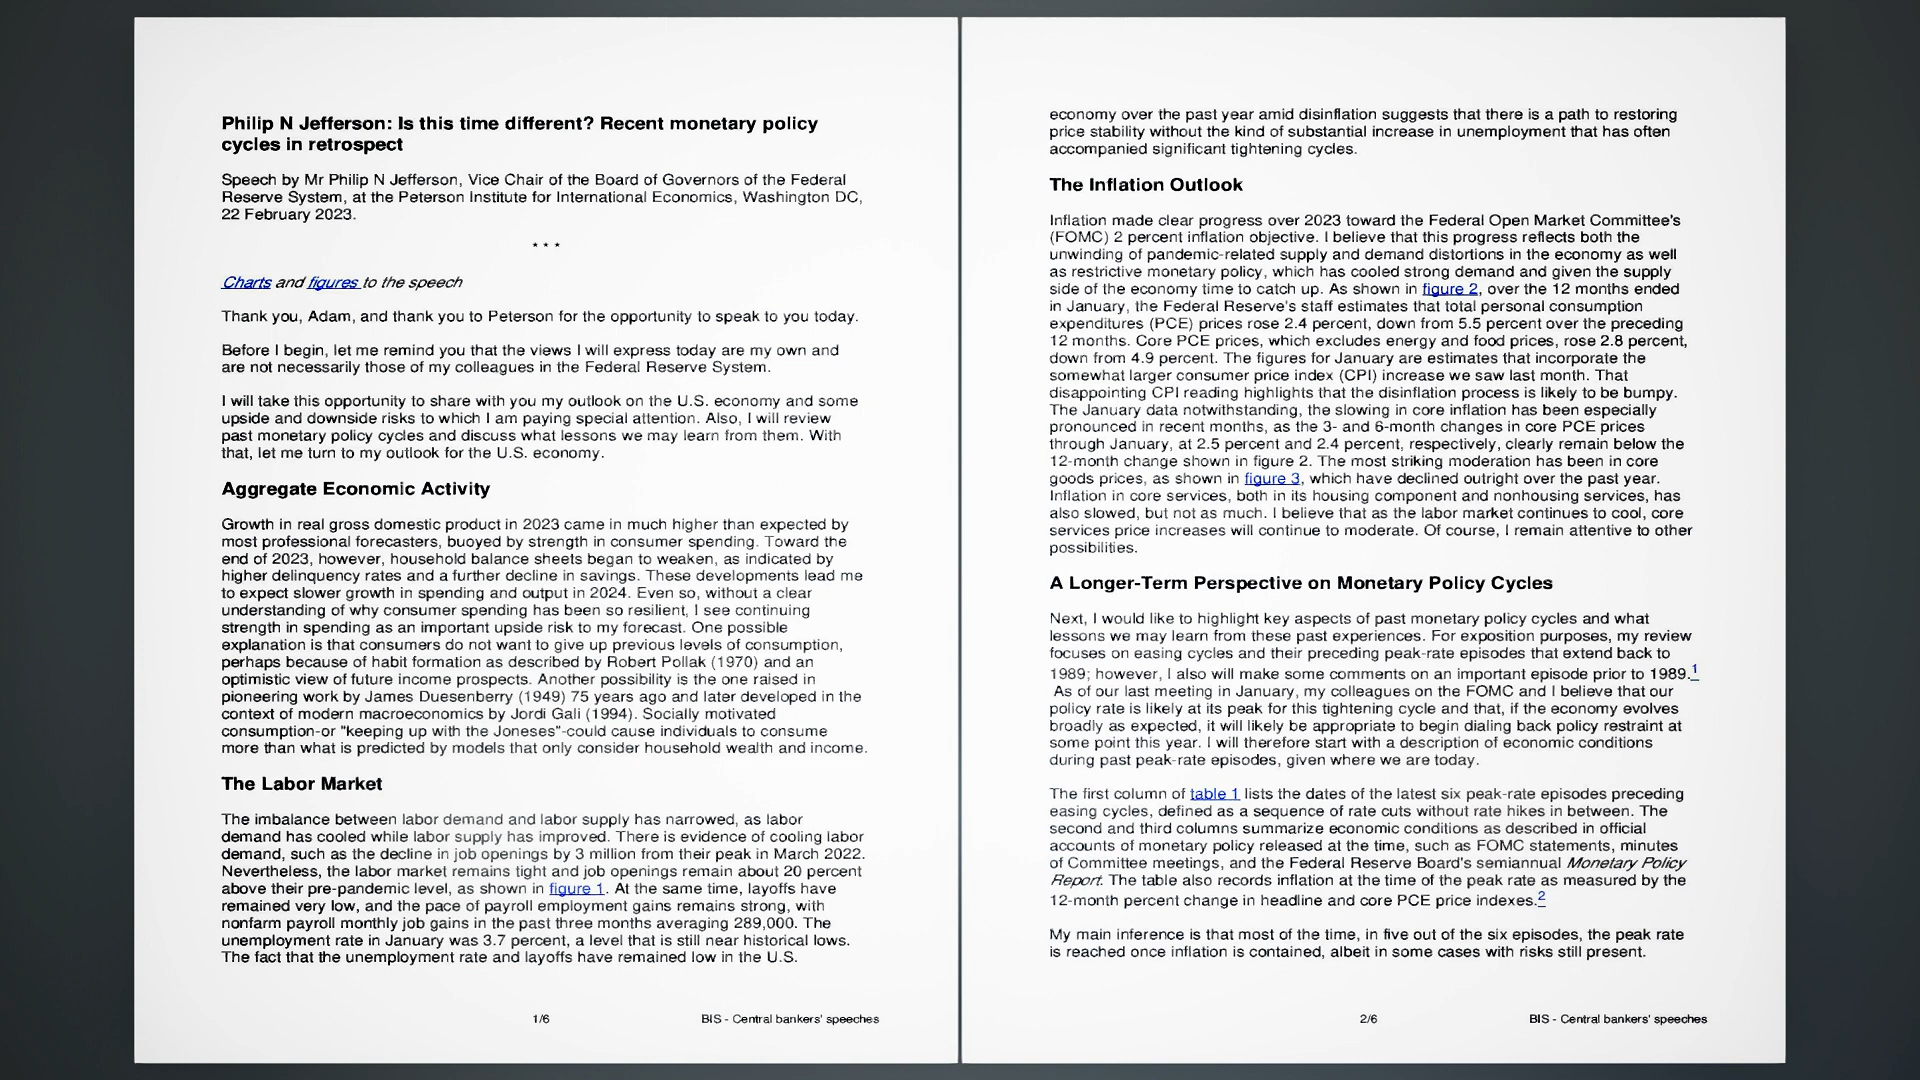 Philip N Jefferson: Is this time different? Recent monetary policy
cycles in retrospect
Speech by Mr Philip N Jefferson, Vice Chair of the Board of Governors of the Federal
Reserve System, at the Peterson Institute for International Economics, Washington DC,
22 February 2023.
* * *
Charts and figures to the speech
Thank you, Adam, and thank you to Peterson for the opportunity to speak to you today.
Before I begin, let me remind you that the views I will express today are my own and
are not necessarily those of my colleagues in the Federal Reserve System.
I will take this opportunity to share with you my outlook on the U.S. economy and some
upside and downside risks to which I am paying special attention. Also, I will review
past monetary policy cycles and discuss what lessons we may learn from them. With
that, let me turn to my outlook for the U.S. economy.
Aggregate Economic Activity
Growth in real gross domestic product in 2023 came in much higher than expected by
most professional forecasters, buoyed by strength in consumer spending. Toward the
end of 2023, however, household balance sheets began to weaken, as indicated by
higher delinquency rates and a further decline in savings. These developments lead me
to expect slower growth in spending and output in 2024. Even so, without a clear
understanding of why consumer spending has been so resilient, I see continuing
strength in spending as an important upside risk to my forecast. One possible
explanation is that consumers do not want to give up previous levels of consumption,
perhaps because of habit formation as described by Robert Pollak (1970) and an
optimistic view of future income prospects. Another possibility is the one raised in
pioneering work by James Duesenberry (1949) 75 years ago and later developed in the
context of modern macroeconomics by Jordi Gali (1994). Socially motivated
consumption-or "keeping up with the Joneses"-could cause individuals to consume
more than what is predicted by models that only consider household wealth and income.
The Labor Market
The imbalance between labor demand and labor supply has narrowed, as labor
demand has cooled while labor supply has improved. There is evidence of cooling labor
demand, such as the decline in job openings by 3 million from their peak in March 2022.
Nevertheless, the labor market remains tight and job openings remain about 20 percent
above their pre-pandemic level, as shown in figure 1. At the same time, layoffs have
remained very low, and the pace of payroll employment gains remains strong, with
nonfarm payroll monthly job gains in the past three months averaging 289,000. The
unemployment rate in January was 3.7 percent, a level that is still near historical lows.
The fact that the unemployment rate and layoffs have remained low in the U.S.
1/6
BIS - Central bankers' speeches
economy over the past year amid disinflation suggests that there is a path to restoring
price stability without the kind of substantial increase in unemployment that has often
accompanied significant tightening cycles.
The Inflation Outlook
Inflation made clear progress over 2023 toward the Federal Open Market Committee's
(FOMC) 2 percent inflation objective. I believe that this progress reflects both the
unwinding of pandemic-related supply and demand distortions in the economy as well
as restrictive monetary policy, which has cooled strong demand and given the supply
side of the economy time to catch up. As shown in figure 2, over the 12 months ended
in January, the Federal Reserve's staff estimates that total personal consumption
expenditures (PCE) prices rose 2.4 percent, down from 5.5 percent over the preceding
12 months. Core PCE prices, which excludes energy and food prices, rose 2.8 percent,
down from 4.9 percent. The figures for January are estimates that incorporate the
somewhat larger consumer price index (CPI) increase we saw last month. That
disappointing CPI reading highlights that the disinflation process is likely to be bumpy.
The January data notwithstanding, the slowing in core inflation has been especially
pronounced in recent months, as the 3- and 6-month changes in core PCE prices
through January, at 2.5 percent and 2.4 percent, respectively, clearly remain below the
12-month change shown in figure 2. The most striking moderation has been in core
goods prices, as shown in figure 3, which have declined outright over the past year.
Inflation in core services, both in its housing component and nonhousing services, has
also slowed, but not as much. I believe that as the labor market continues to cool, core
services price increases will continue to moderate. Of course, I remain attentive to other
possibilities.
A Longer-Term Perspective on Monetary Policy Cycles
Next, I would like to highlight key aspects of past monetary policy cycles and what
lessons we may learn from these past experiences. For exposition purposes, my review
focuses on easing cycles and their preceding peak-rate episodes that extend back to
1989; however, I also will make some comments on an important episode prior to 1989.1
As of our last meeting in January, my colleagues on the FOMC and I believe that our
policy rate is likely at its peak for this tightening cycle and that, if the economy evolves
broadly as expected, it will likely be appropriate to begin dialing back policy restraint at
some point this year. I will therefore start with a description of economic conditions
during past peak-rate episodes, given where we are today.
The first column of table 1 lists the dates of the latest six peak-rate episodes preceding
easing cycles, defined as a sequence of rate cuts without rate hikes in between. The
second and third columns summarize economic conditions as described in official
accounts of monetary policy released at the time, such as FOMC statements, minutes
of Committee meetings, and the Federal Reserve Board's semiannual Monetary Policy
Report. The table also records inflation at the time of the peak rate as measured by the
12-month percent change in headline and core PCE price indexes.2
My main inference is that most of the time, in five out of the six episodes, the peak rate
is reached once inflation is contained, albeit in some cases with risks still present.
2/6
BIS - Central bankers' speeches